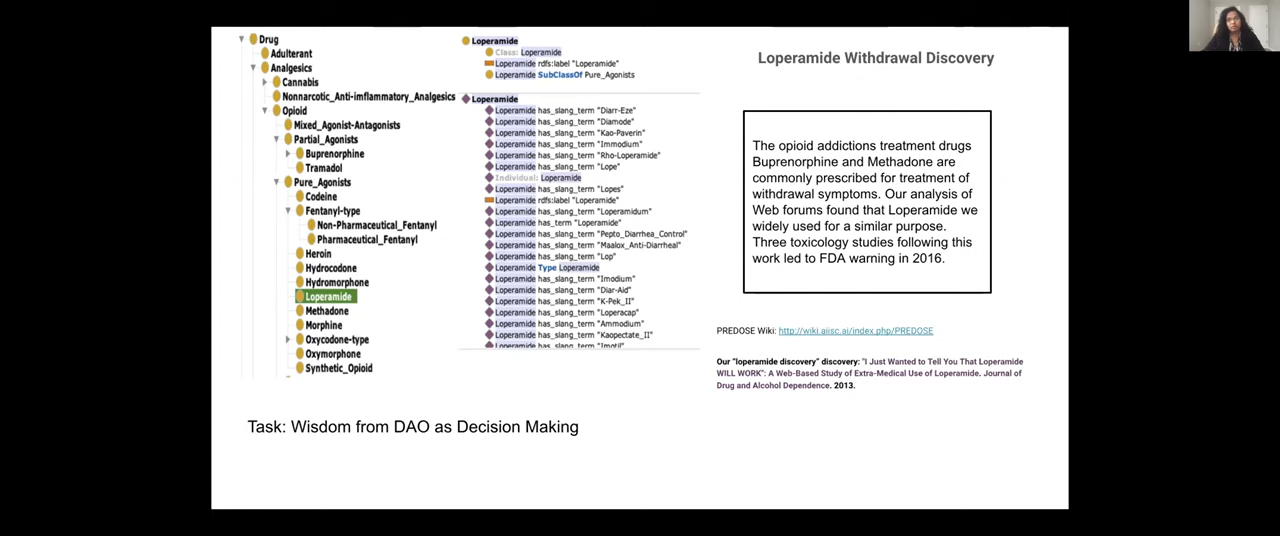 Drug
Adulterant
Analgesics
Cannabis
Nonnarcotic_Anti-imflammatory_Analgesics
Opioid
Mixed_Agonist-Antagonists
Partial_Agonists
Buprenorphine
Tramadol
Pure_Agonists
Codeine
Fentanyl-type
Non-Pharmaceutical_Fentanyl
Pharmaceutical_Fentanyl
Heroin
Hydrocodone
Hydromorphone
Loperamide
Methadone
Morphine
Oxycodone-type
Oxymorphone
Synthetic_Opioid
Loperamide
Class: Loperamide
Loperamide rdfs:label "Loperamide"
Loperamide SubClassOf Pure_Agonists
Loperamide
Loperamide has_slang_term "Diarr-Eze"
Loperamide has_slang_term "Diamode"
Loperamide has_slang_term "Kao-Paverin"
Loperamide has_slang_term "Immodium"
Loperamide has_slang_term "Rho-Loperamide"
Loperamide has_slang_term "Lope"
Individual: Loperamide
Loperamide has_slang_term "Lopes"
Loperamide rdfs:label "Loperamide"
Loperamide has_slang_term "Loperamidum"
Loperamide has_term "Loperamide"
Loperamide has_slang_term "Pepto_Diarrhea_Control"
Loperamide has_slang_term "Maalox_Anti-Diarrheal"
Loperamide has_slang_term "Lop"
Loperamide Type Loperamide
Loperamide has_slang_term "Imodium"
Loperamide has_slang_term "Diar-Aid"
Loperamide has_slang_term "K-Pek_II"
Loperamide has_slang_term "Loperacap"
Loperamide has_slang_term "Ammodium"
Loperamide has_slang_term "Kaopectate_II"
Loperamide has_slang_term "Imotil"
Loperamide Withdrawal Discovery
The opioid addictions treatment drugs
Buprenorphine and Methadone are
commonly prescribed for treatment of
withdrawal symptoms. Our analysis of
Web forums found that Loperamide we
widely used for a similar purpose.
Three toxicology studies following this
work led to FDA warning in 2016.
PREDOSE Wiki: http://wiki.aiisc.ai/index.php/PREDOSE
Our "loperamide discovery" discovery: "I Just Wanted to Tell You That Loperamide
WILL WORK": A Web-Based Study of Extra-Medical Use of Loperamide. Journal of
Drug and Alcohol Dependence. 2013.
Task: Wisdom from DAO as Decision Making